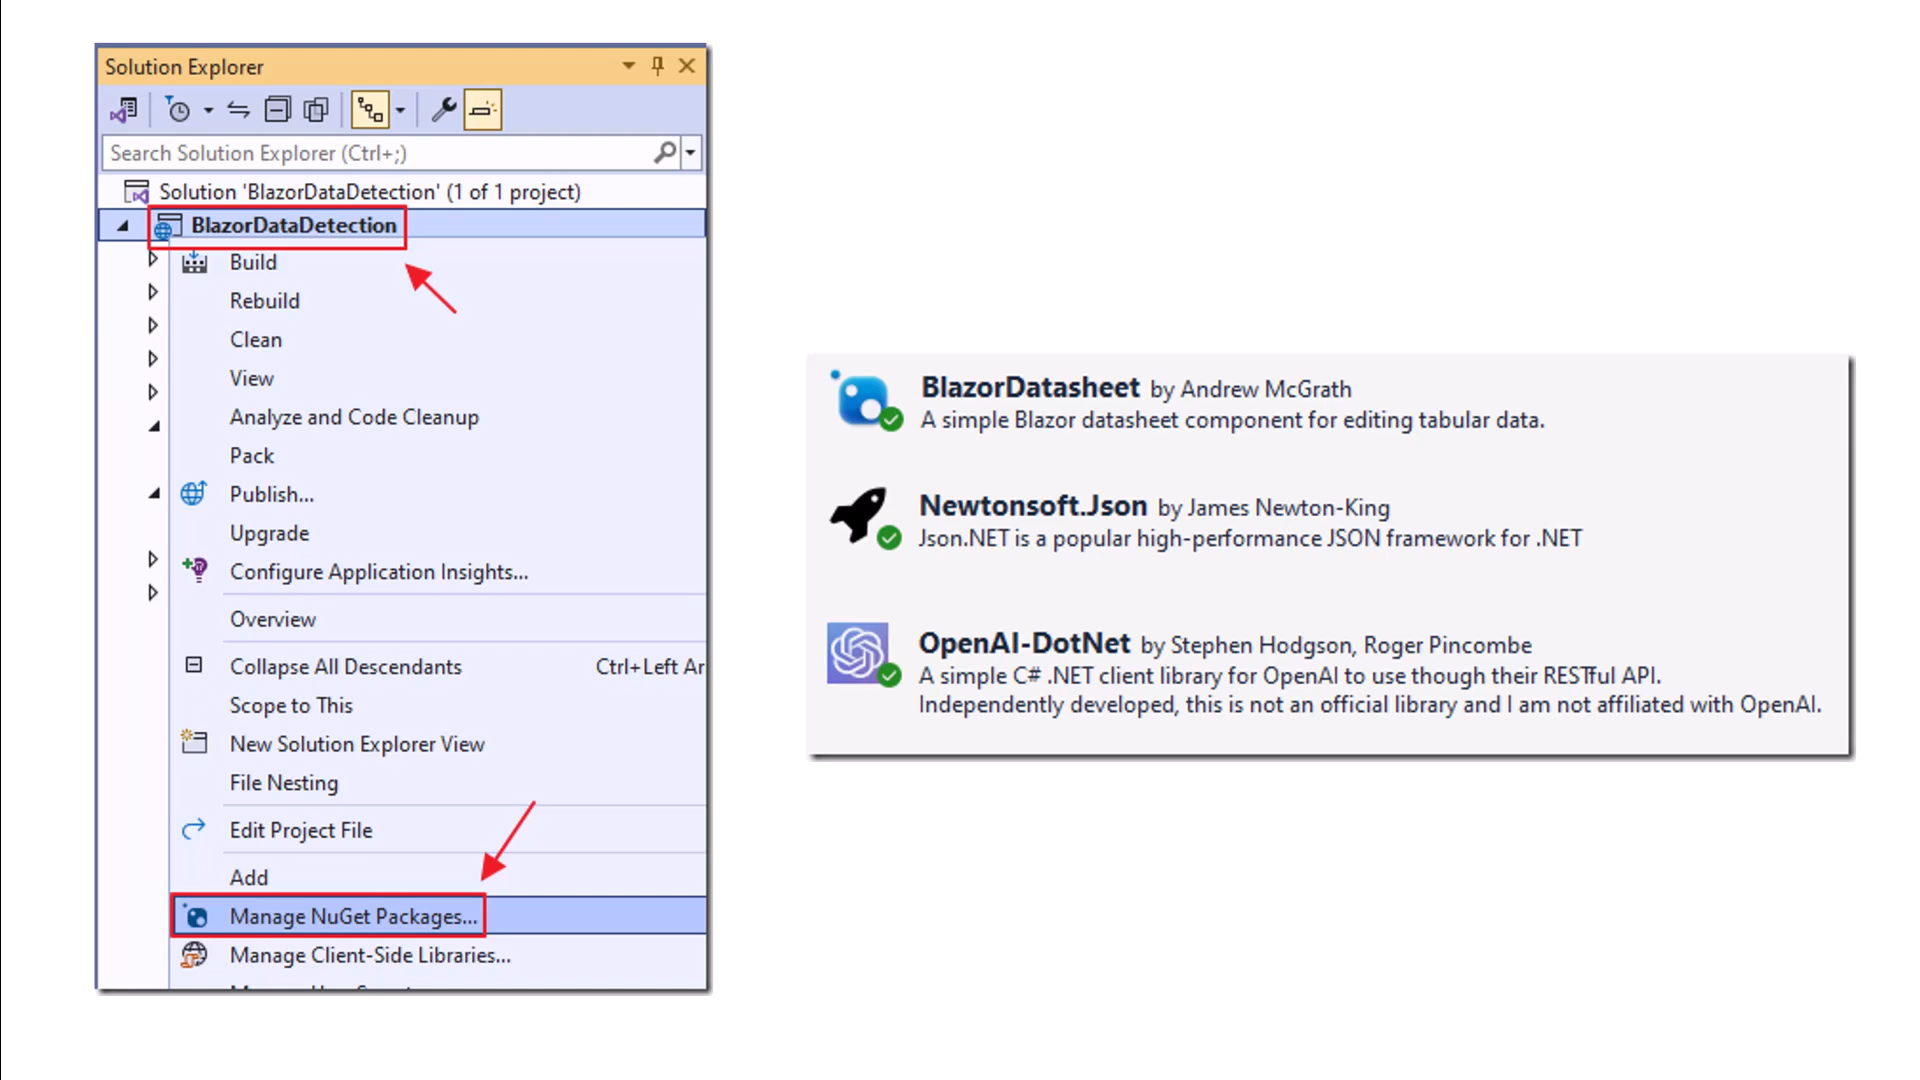 Solution Explorer
Search Solution Explorer (Ctrl+;)
Solution 'BlazorDataDetection' (1 of 1 project)
BlazorDataDetection
Build
Rebuild
Clean
View
Analyze and Code Cleanup
Pack
Publish...
Upgrade
Configure Application Insights...
Overview
Collapse All Descendants Ctrl+Left Ar
Scope to This
New Solution Explorer View
File Nesting
Edit Project File
Add
Manage NuGet Packages...
Manage Client-Side Libraries...
BlazorDatasheet by Andrew McGrath
A simple Blazor datasheet component for editing tabular data.
Newtonsoft.Json by James Newton-King
Json.NET is a popular high-performance JSON framework for .NET
OpenAI-DotNet by Stephen Hodgson, Roger Pincombe
A simple C# .NET client library for OpenAI to use though their RESTful API.
Independently developed, this is not an official library and I am not affiliated with OpenAI.